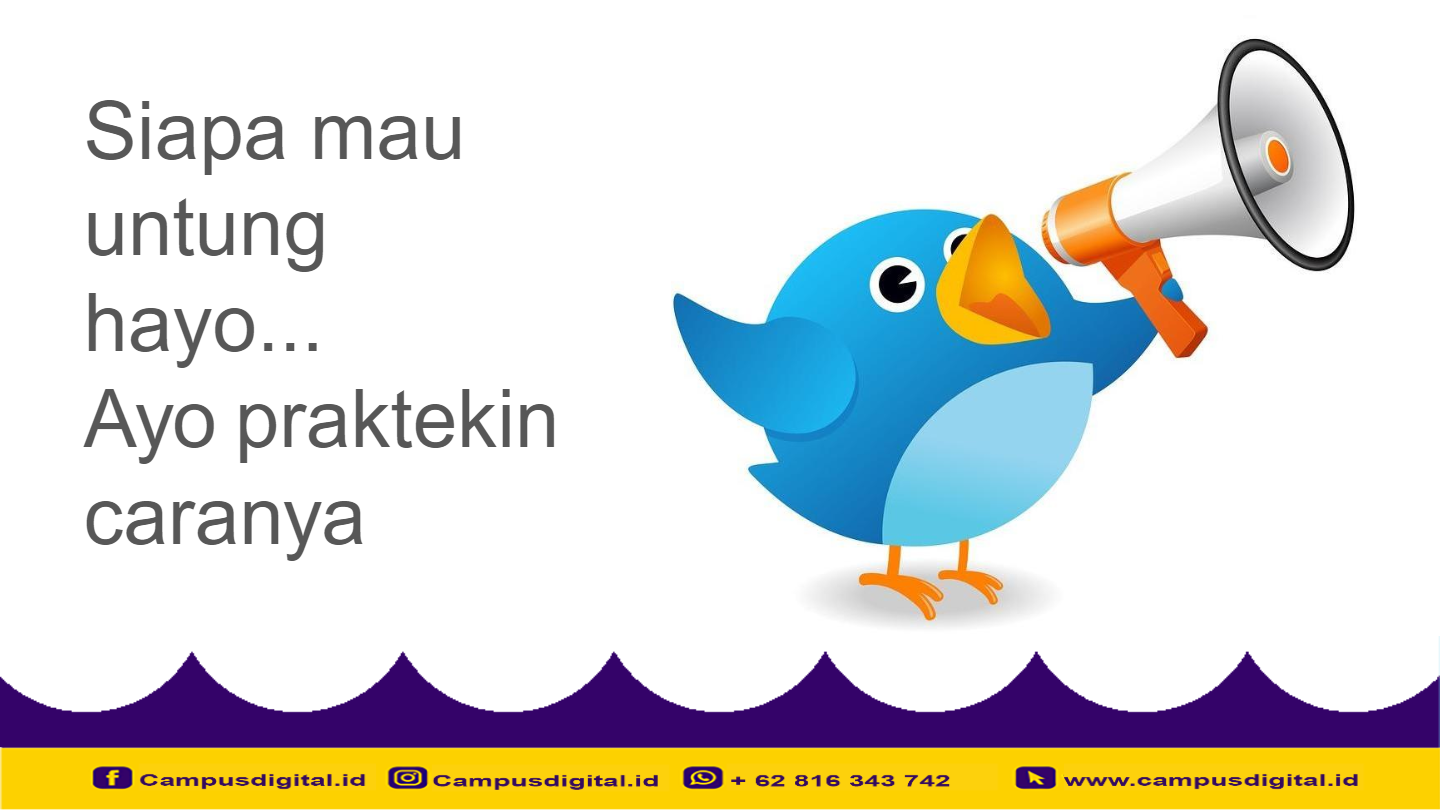 Siapa mau
untung
hayo...
Ayo praktekin
caranya
Campusdigital.id Campusdigital.id + 62 816 343 742 www.campusdigital.id